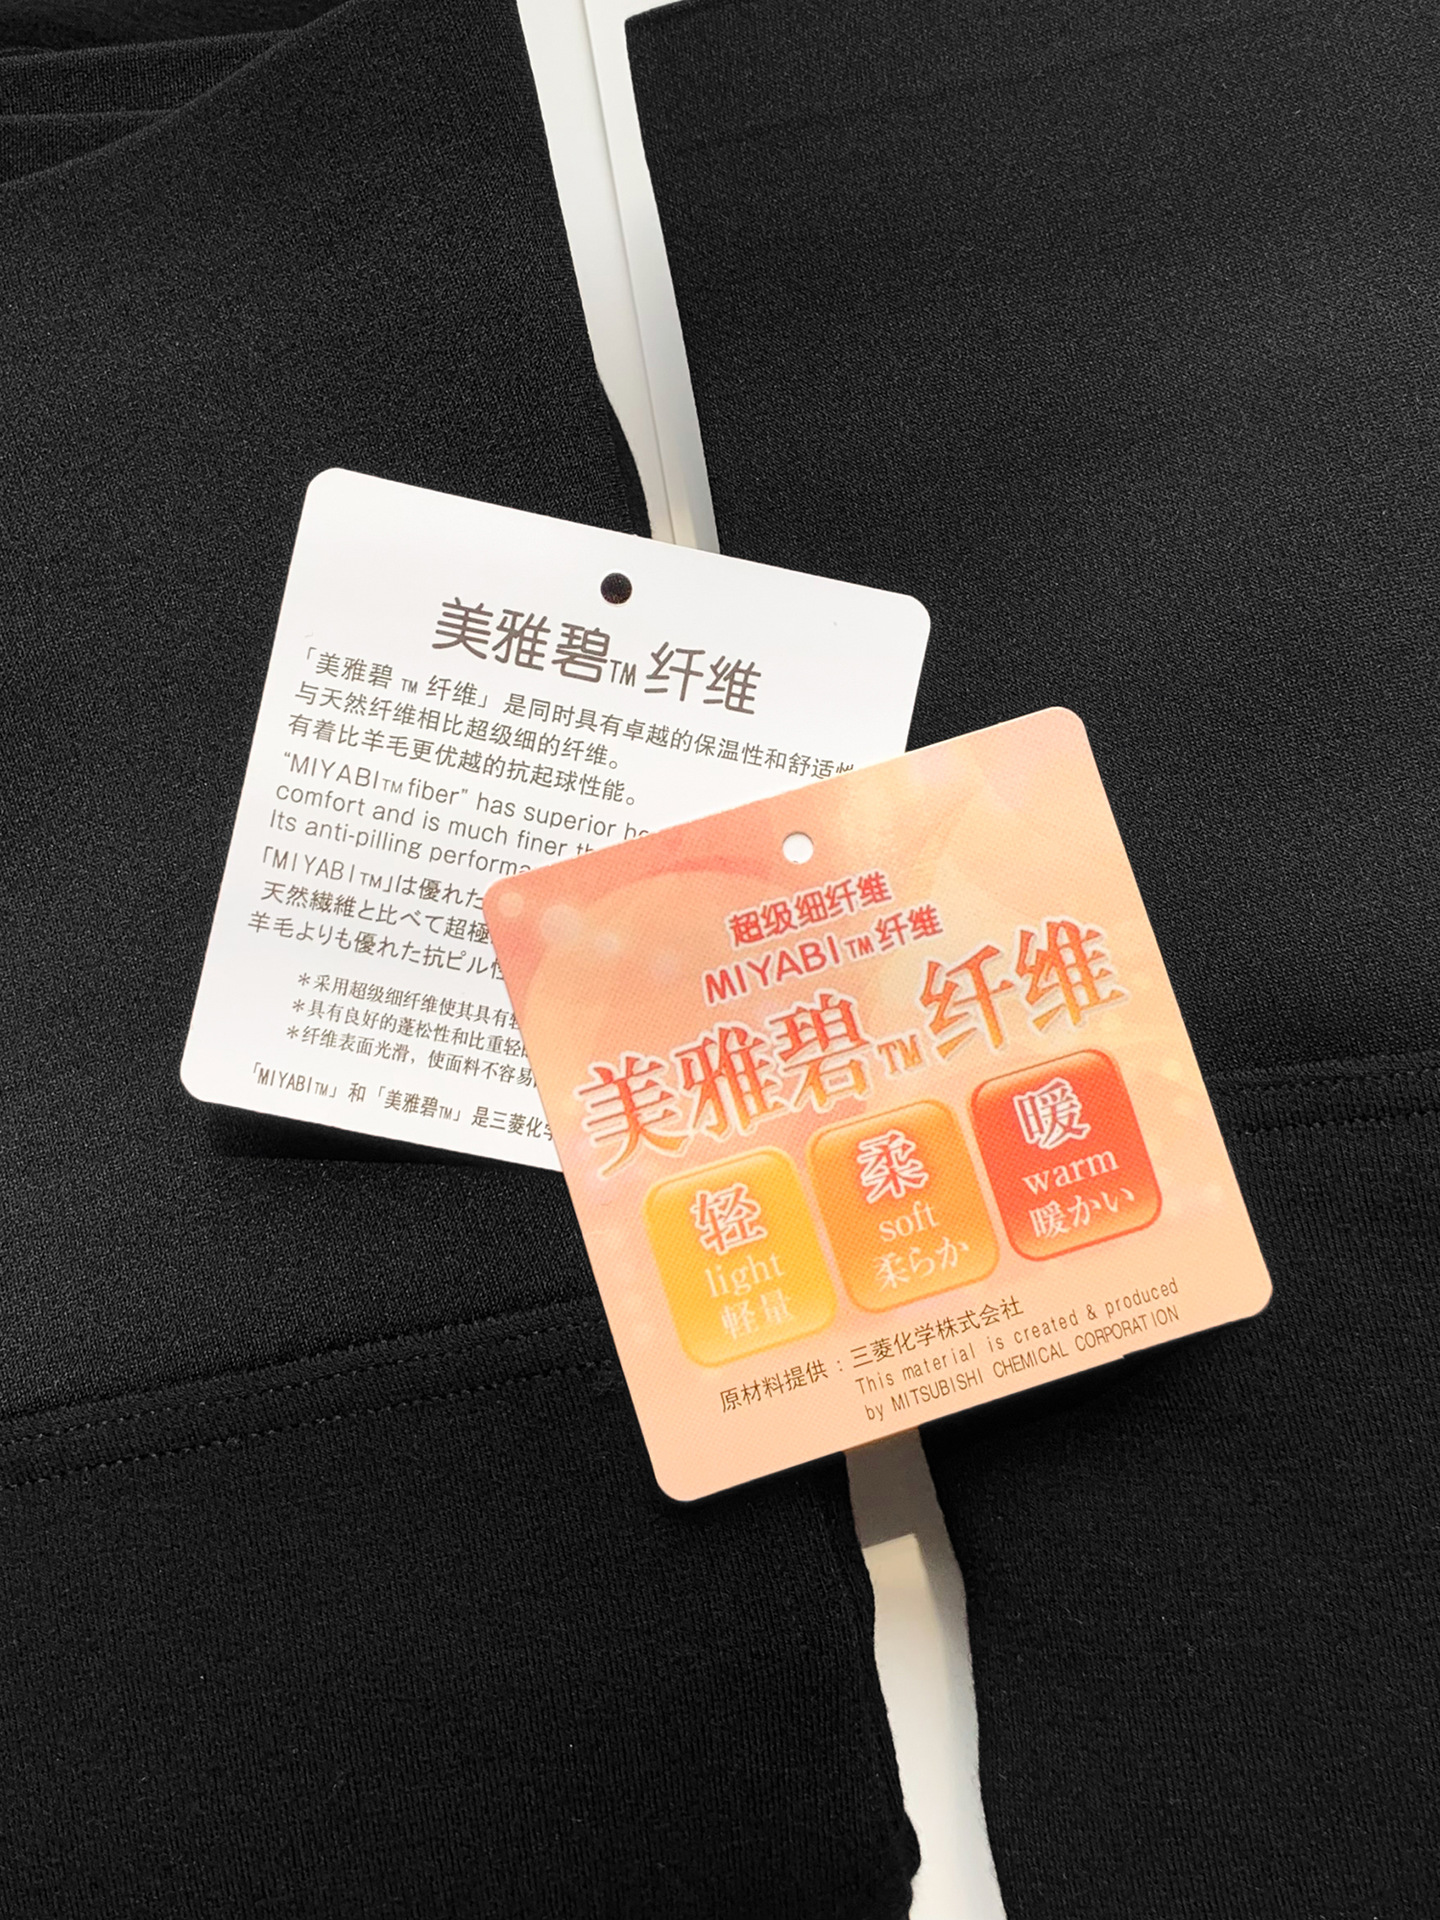 美雅碧TM纤维
「美雅碧TM纤维」是同时具有卓越的保温性和舒适性
与天然纤维相比超级细的纤维。
有着比羊毛更优越的抗起球性能。
“MIYABITMfiber” has superior
comfort and is much finer
Its anti-pilling
「MIYABITM」は優れた
天然繊維と比べて超極
羊毛よりも優れた抗ピル性
＊采用超级细纤维使其具有轻
＊具有良好的蓬松性和比重轻
＊纤维表面光滑，使面料不容易
「MIYABITM」和「美雅碧TM」是三菱化学
超级细纤维
MIYABITM纤维
美雅碧TM纤维
轻
light
軽量
柔
soft
柔らか
暖
warm
暖かい
原材料提供：三菱化学株式会社
This material is created & produced
by MITSUBISHI CHEMICAL CORPORATION